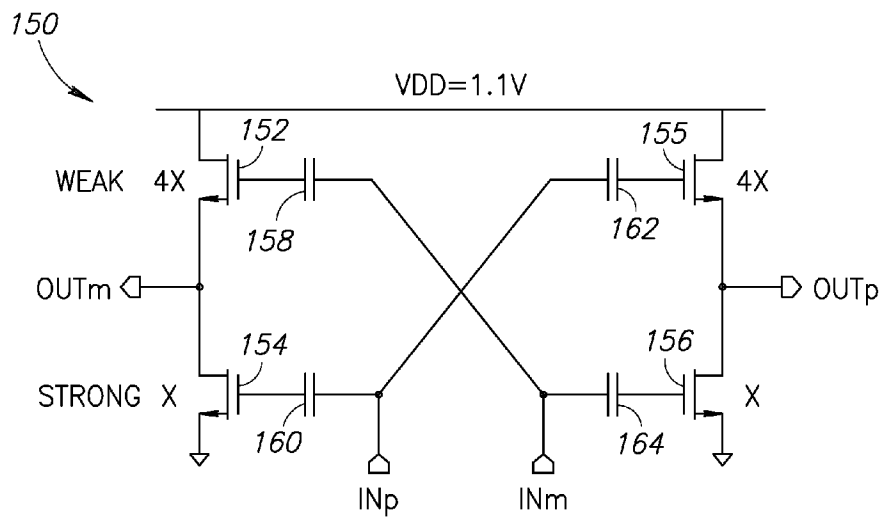 150
VDD=1.1V
152
155
WEAK 4X
4X
158
162
OUTm
OUTp
154
156
STRONG X
X
160
164
INp
INm